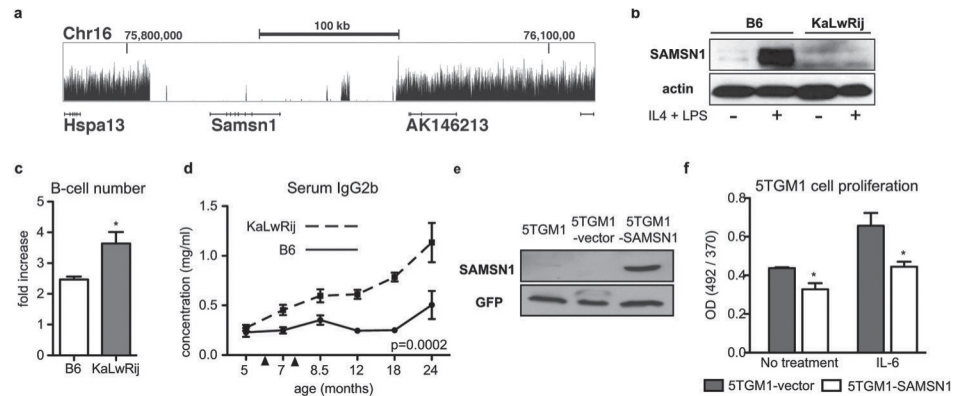 a
100 kb
Chr16
75,800,000
76,100,00
Hspa13
Samsn1
AK146213
b
B6
KaLwRij
SAMSN1
actin
IL4 + LPS
-
+
-
+
c
B-cell number
fold increase
5
4
3
2
1
0
*
B6
KaLwRij
d
Serum IgG2b
concentration (mg/ml)
1.5
1.0
0.5
0.0
KaLwRij
B6
p=0.0002
5
7
8.5
12
18
24
age (months)
e
5TGM1
5TGM1
-vector
5TGM1
-SAMSN1
SAMSN1
GFP
f
5TGM1 cell proliferation
OD (492 / 370)
0.8
0.6
0.4
0.2
0.0
*
*
No treatment
IL-6
5TGM1-vector
5TGM1-SAMSN1